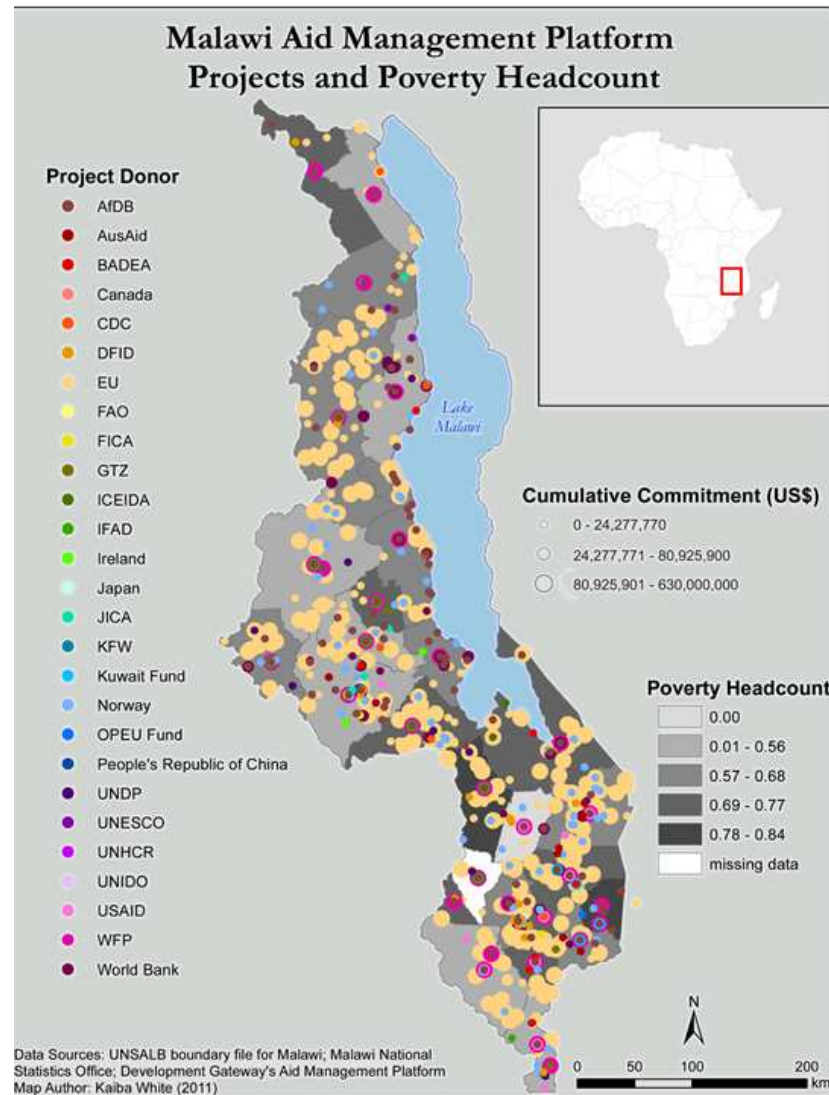 Malawi Aid Management Platform
Projects and Poverty Headcount
Project Donor
AfDB
AusAid
BADEA
Canada
CDC
DFID
EU
FAO
FICA
GTZ
ICEIDA
IFAD
Ireland
Japan
JICA
KFW
Kuwait Fund
Norway
OPEU Fund
People's Republic of China
UNDP
UNESCO
UNHCR
UNIDO
USAID
WFP
World Bank
Lake
Malawi
Cumulative Commitment (US$)
0 - 24,277,770
24,277,771 - 80,925,900
80,925,901 - 630,000,000
Poverty Headcount
0.00
0.01 - 0.56
0.57 - 0.68
0.69 - 0.77
0.78 - 0.84
missing data
N
0 50 100 200
km
Data Sources: UNSALB boundary file for Malawi; Malawi National
Statistics Office; Development Gateway's Aid Management Platform
Map Author: Kaiba White (2011)